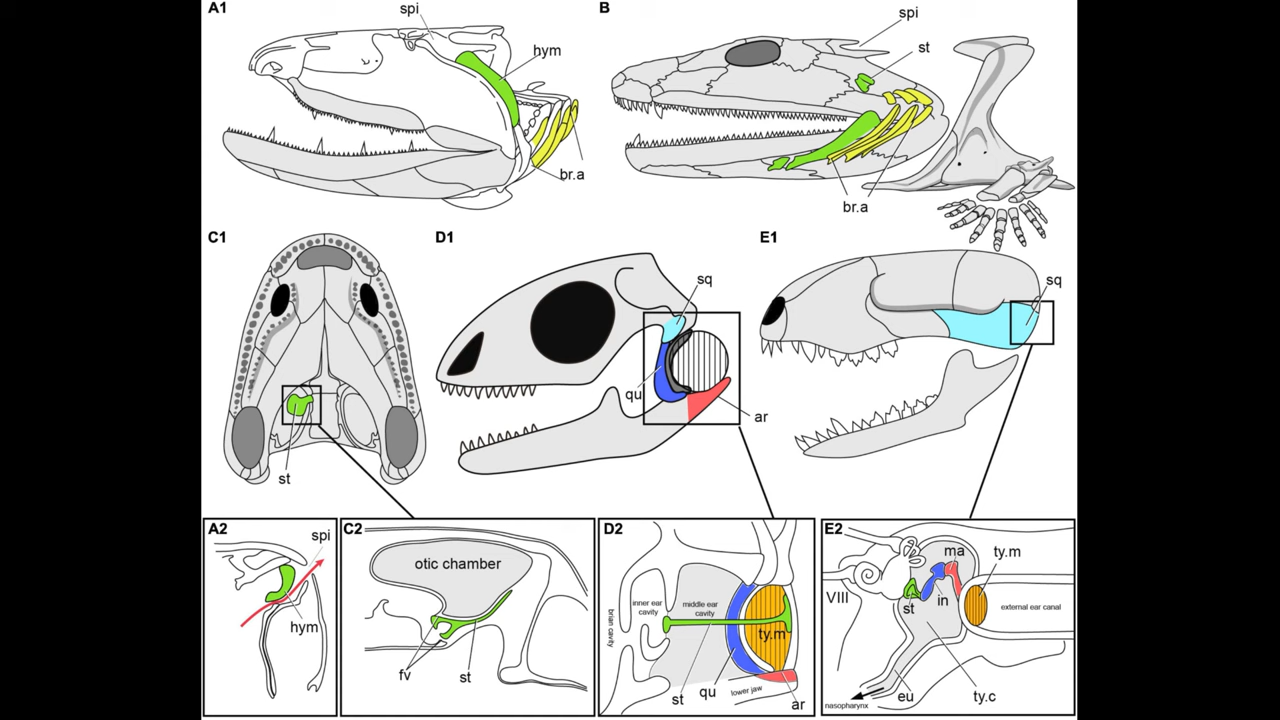 A1
spi
hym
br.a
B
spi
st
br.a
C1
st
D1
sq
qu
ar
E1
sq
A2
spi
hym
C2
otic chamber
fv
st
D2
brian cavity
inner ear
cavity
middle ear
cavity
ty.m
st
qu
lower jaw
ar
E2
ma
ty.m
VIII
st
in
external ear canal
eu
ty.c
nasopharynx